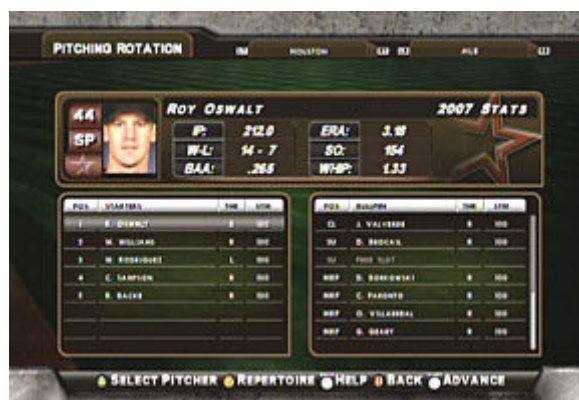 PITCHING ROTATION HOUSTON MLB
44 ROY OSWALT 2007 STATS
SP
IP: 212.0 ERA: 3.18
W-L: 14 - 7 SO: 154
BAA: .265 WHIP: 1.33
POS STARTERS THR STM
1 R. OSWALT R 100
2 W. WILLIAMS R 100
3 W. RODRIGUEZ L 100
4 C. SAMPSON R 100
5 B. BACKE R 100
POS BULLPEN THR STM
CL J. VALVERDE R 100
SU D. BROCAIL R 100
SU FREE SLOT
MRP D. BORKOWSKI R 100
MRP C. PARONTO R 100
MRP O. VILLARREAL R 100
MRP G. GEARY R 100
SELECT PITCHER REPERTOIRE HELP BACK ADVANCE